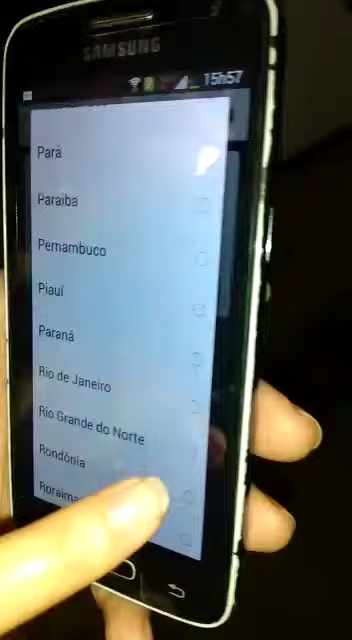 SAMSUNG
15h57
Pará
Paraíba
Pernambuco
Piauí
Paraná
Rio de Janeiro
Rio Grande do Norte
Rondônia
Roraima